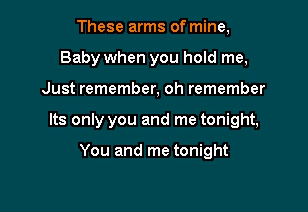 These arms of mine,
Baby when you hold me,
Just remember, oh remember
Its only you and me tonight,
You and me tonight